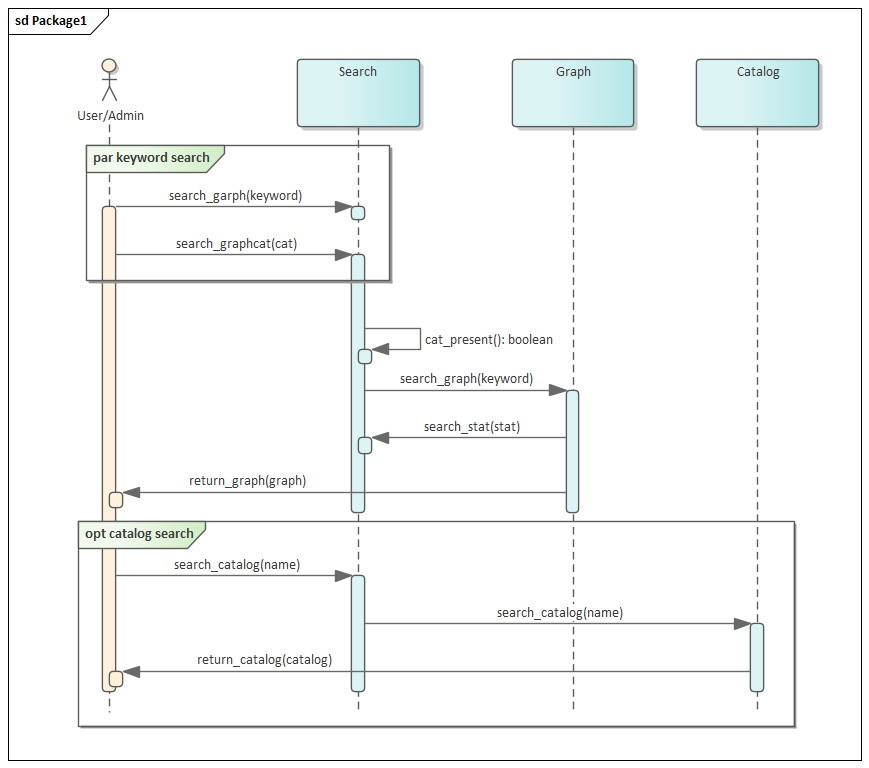 sd Package1
User/Admin
Search
Graph
Catalog
par keyword search
search_garph(keyword)
search_graphcat(cat)
cat_present(): boolean
search_graph(keyword)
search_stat(stat)
return_graph(graph)
opt catalog search
search_catalog(name)
search_catalog(name)
return_catalog(catalog)